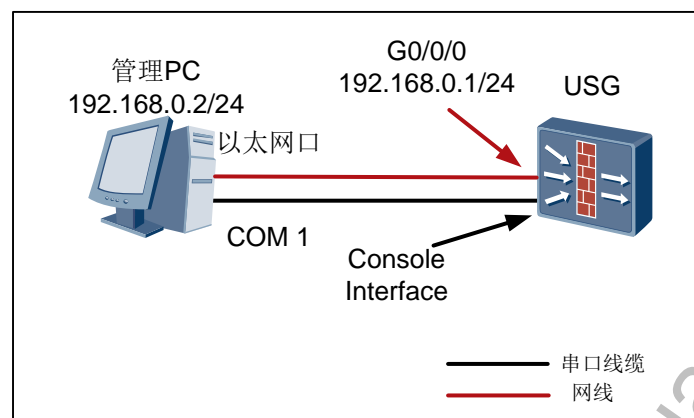 管理PC
192.168.0.2/24
以太网口
COM 1
G0/0/0
192.168.0.1/24
USG
Console
Interface
串口线缆
网线